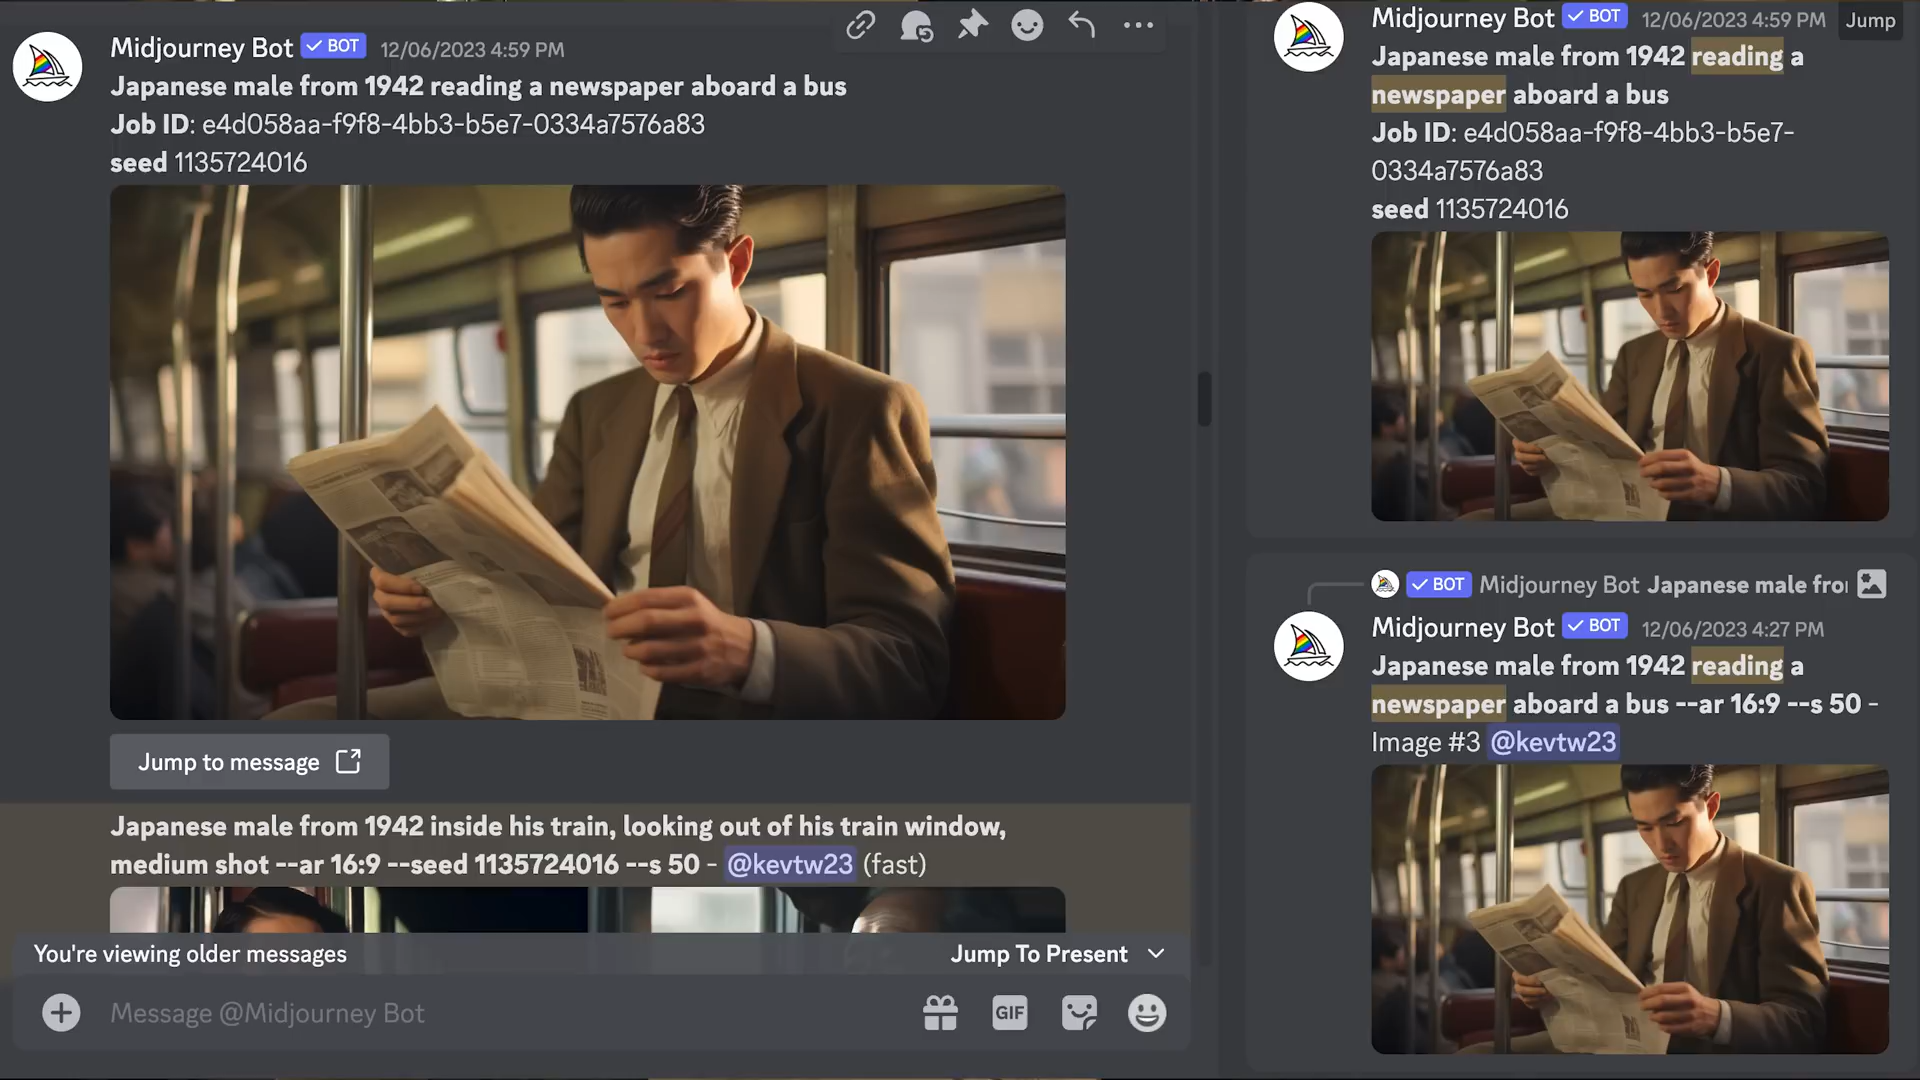 Midjourney Bot BOT 12/06/2023 4:59 PM
Japanese male from 1942 reading a newspaper aboard a bus
Job ID: e4d058aa-f9f8-4bb3-b5e7-0334a7576a83
seed 1135724016
Jump to message
Japanese male from 1942 inside his train, looking out of his train window,
medium shot --ar 16:9 --seed 1135724016 --s 50 - @kevtw23 (fast)
You're viewing older messages
Jump To Present
Message @Midjourney Bot
GIF
Midjourney Bot BOT 12/06/2023 4:59 PM
Jump
Japanese male from 1942 reading a
newspaper aboard a bus
Job ID: e4d058aa-f9f8-4bb3-b5e7-
0334a7576a83
seed 1135724016
BOT Midjourney Bot Japanese male fro
Midjourney Bot BOT 12/06/2023 4:27 PM
Japanese male from 1942 reading a
newspaper aboard a bus --ar 16:9 --s 50 -
Image #3 @kevtw23